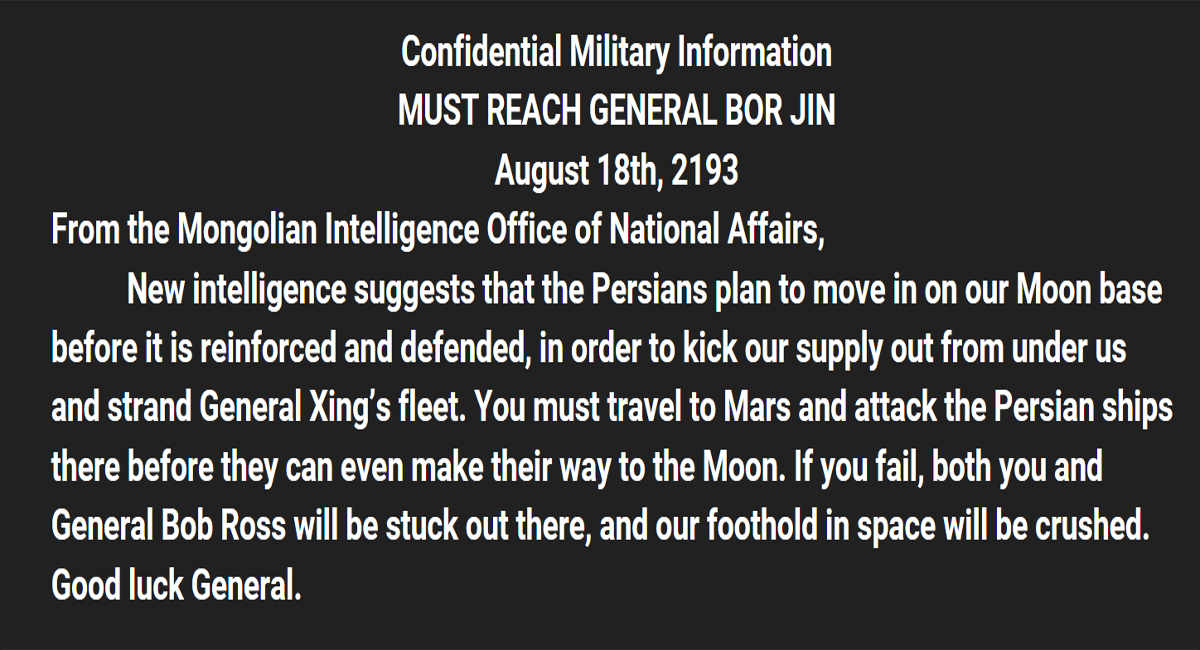 Confidential Military Information
MUST REACH GENERAL BOR JIN
August 18th, 2193
From the Mongolian Intelligence Office of National Affairs,
New intelligence suggests that the Persians plan to move in on our Moon base
before it is reinforced and defended, in order to kick our supply out from under us
and strand General Xing’s fleet. You must travel to Mars and attack the Persian ships
there before they can even make their way to the Moon. If you fail, both you and
General Bob Ross will be stuck out there, and our foothold in space will be crushed.
Good luck General.